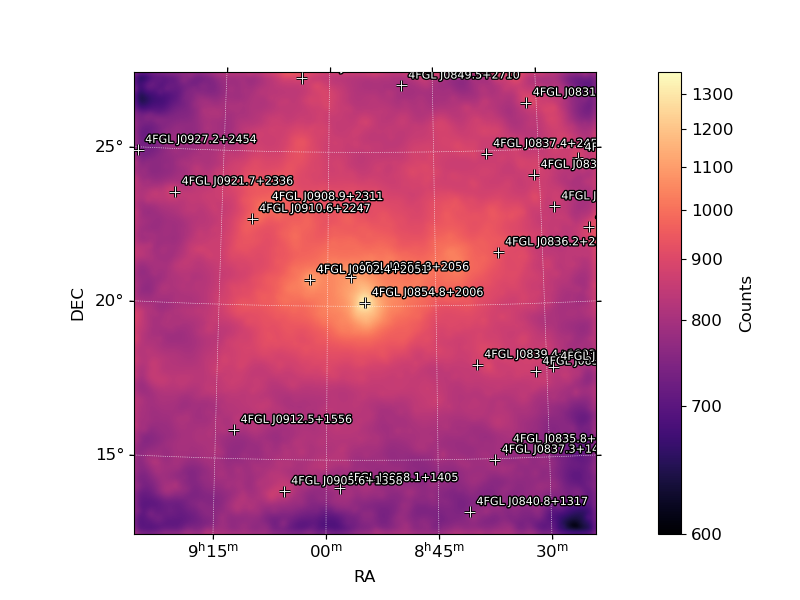 4FGL J0849.5+2710
4FGL J0831
4FGL J0927.2+2454
4FGL J0837.4+24
4FGL J083
4FGL J0921.7+2336
4FGL J0908.9+2311
4FGL J
4FGL J0910.6+2247
4FGL J0836.2+2
4FGL J0902.4+2051
+2056
4FGL J0854.8+2006
4FGL J0839.4
4FGL J0912.5+1556
4FGL J0835.8+
4FGL J0837.3+14
4FGL J0905.6+1358
8.1+1405
4FGL J0840.8+1317
25°
20°
15°
DEC
9h15m 00m 8h45m 30m
RA
1300
1200
1100
1000
900
800
700
600
Counts